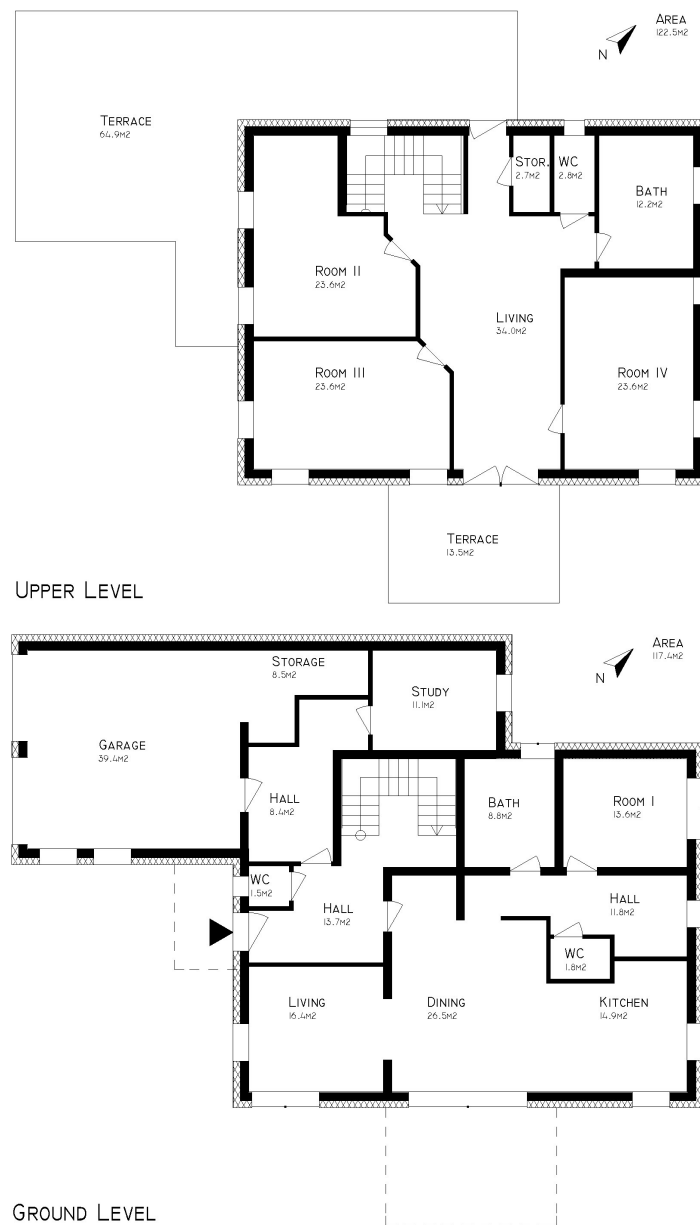 AREA
122.5M2
N
TERRACE
64.9M2
STOR.
2.7M2
WC
2.8M2
BATH
12.2M2
ROOM II
23.6M2
LIVING
34.0M2
ROOM III
23.6M2
ROOM IV
23.6M2
TERRACE
13.5M2
UPPER LEVEL
AREA
117.4M2
N
STORAGE
8.5M2
STUDY
11.1M2
GARAGE
39.4M2
HALL
8.4M2
BATH
8.8M2
ROOM I
13.6M2
WC
1.5M2
HALL
13.7M2
HALL
11.8M2
WC
1.8M2
LIVING
16.4M2
DINING
26.5M2
KITCHEN
14.9M2
GROUND LEVEL